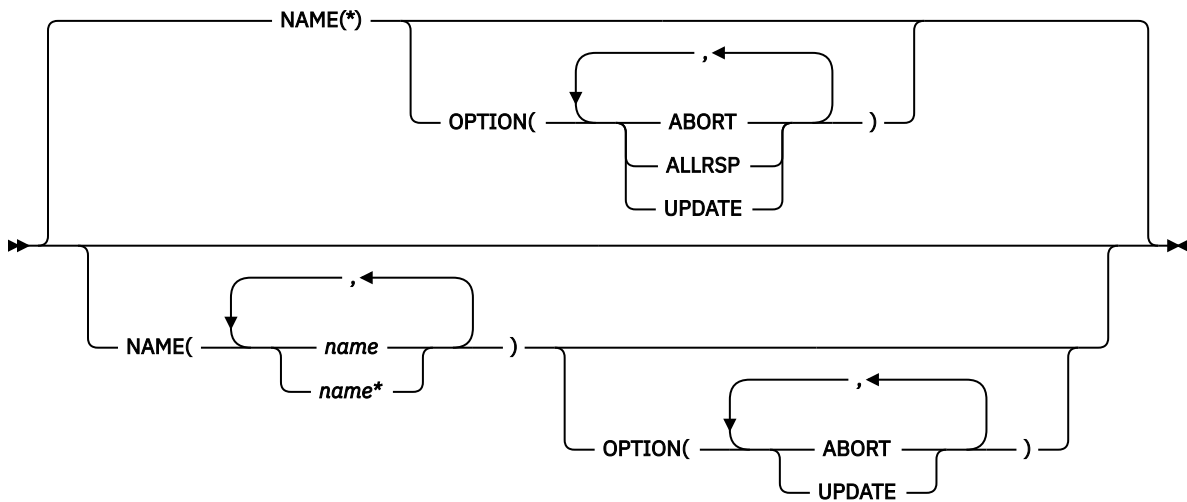 NAME(*)
,
OPTION( ABORT )
ALLRSP
UPDATE
,
NAME( name )
name*
,
OPTION( ABORT )
UPDATE